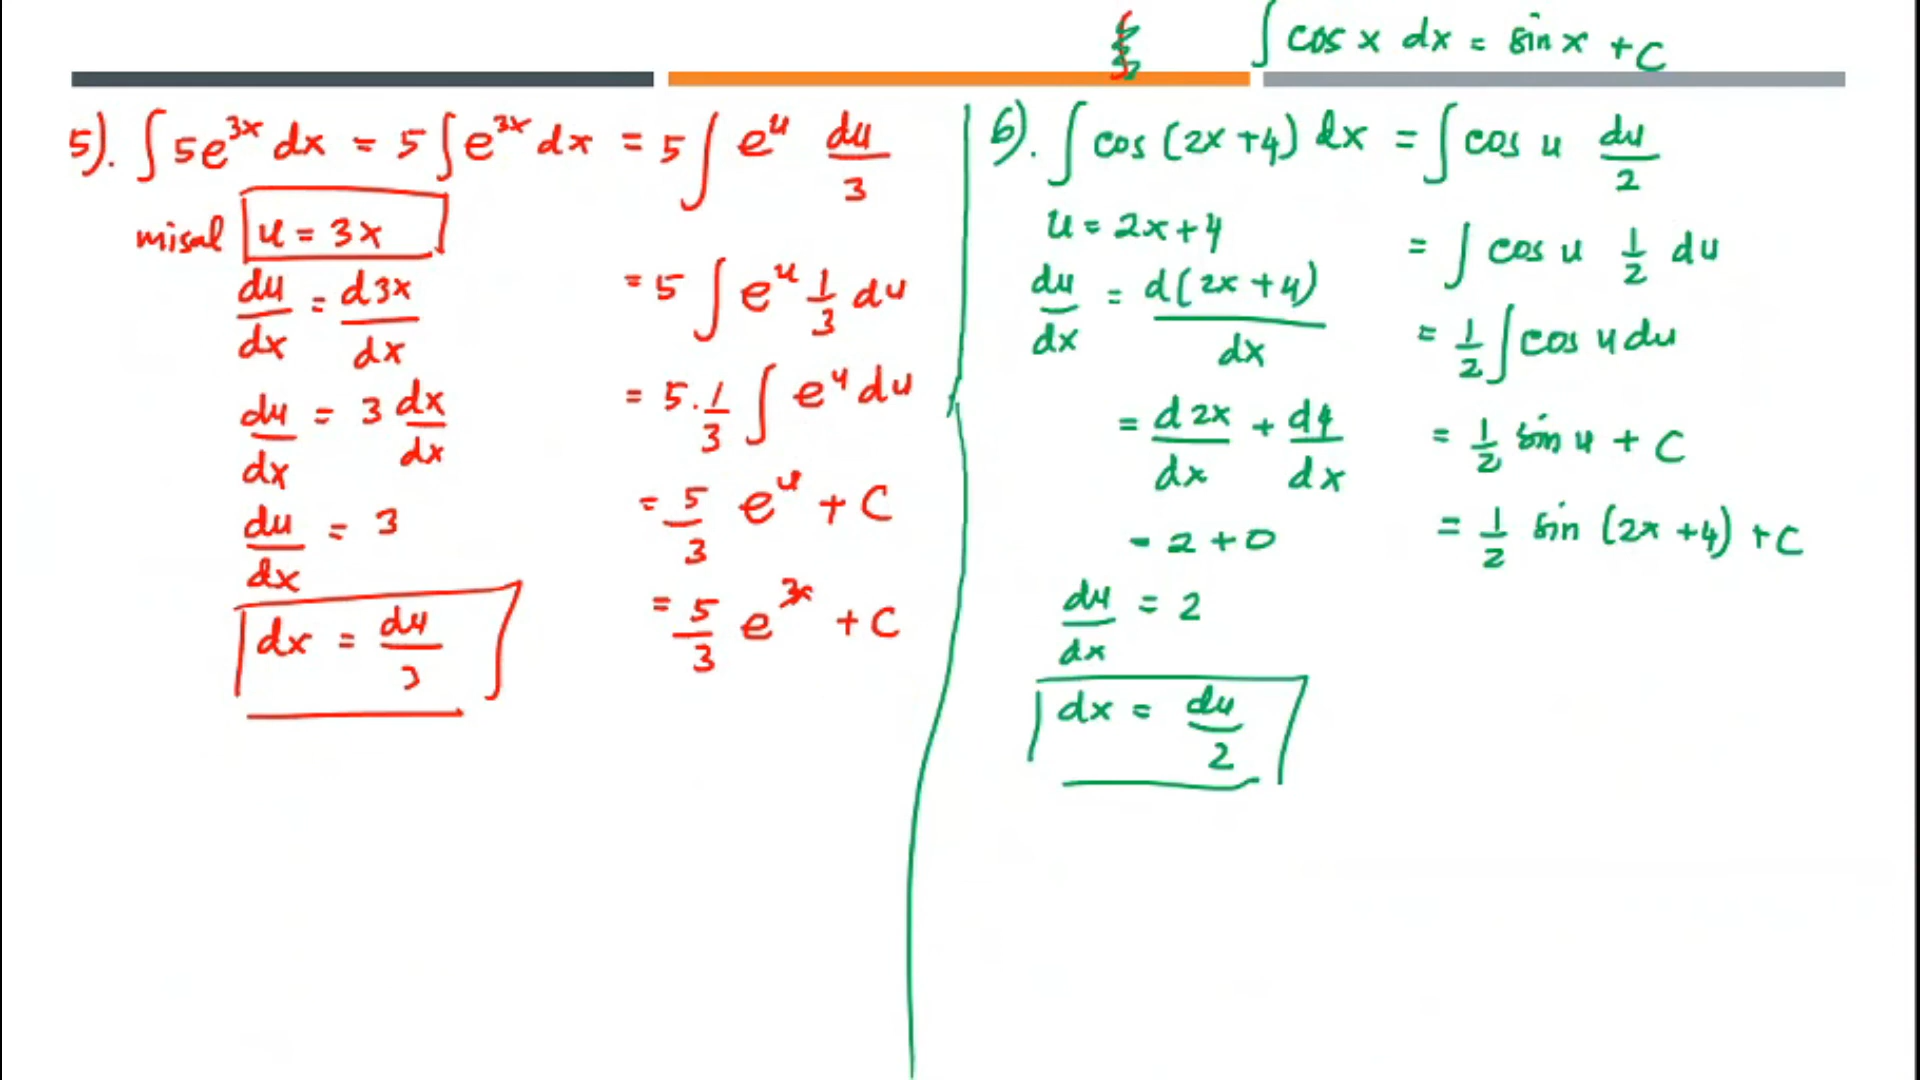 ∫ cos x dx = sin x + C
5). ∫ 5e^{3x} dx = 5 ∫ e^{3x} dx = 5 ∫ e^u du/3
misal u = 3x
du/dx = d3x/dx
du/dx = 3 dx/dx
du/dx = 3
dx = du/3
= 5 ∫ e^u 1/3 du
= 5 · 1/3 ∫ e^u du
= 5/3 e^u + C
= 5/3 e^{3x} + C
6). ∫ cos (2x + 4) dx = ∫ cos u du/2
u = 2x + 4
du/dx = d(2x + 4)/dx
= d2x/dx + d4/dx
= 2 + 0
du/dx = 2
dx = du/2
= ∫ cos u 1/2 du
= 1/2 ∫ cos u du
= 1/2 sin u + C
= 1/2 sin (2x + 4) + C